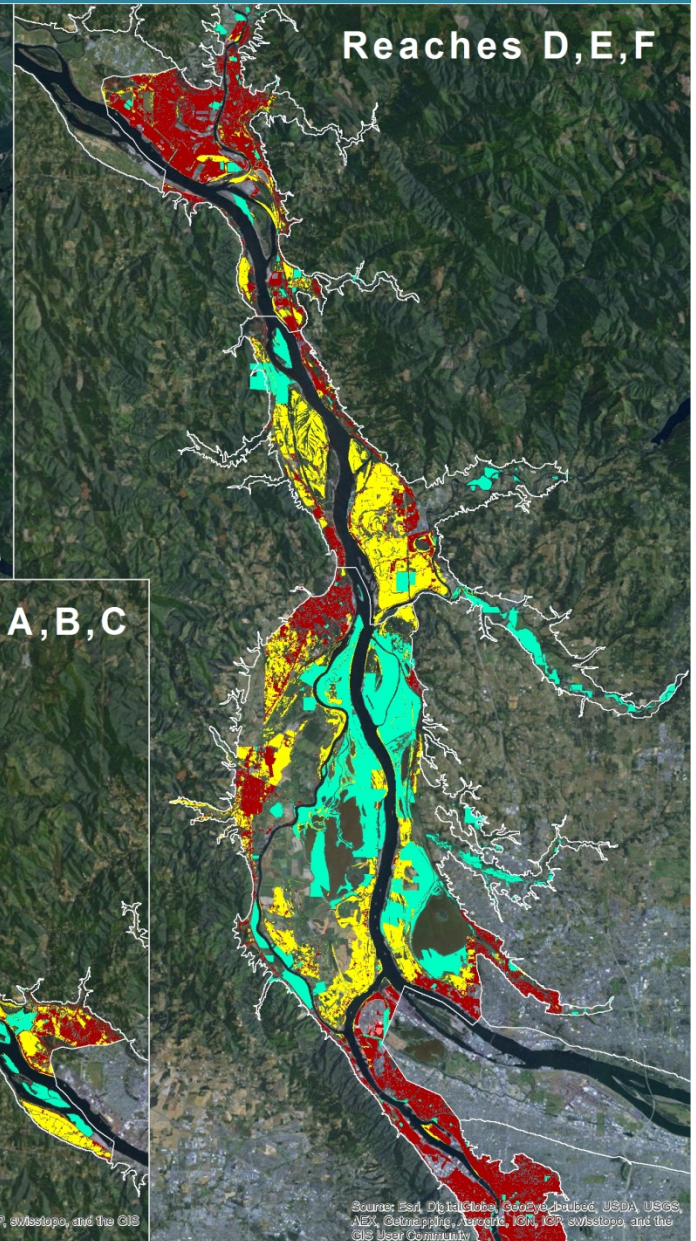 Reaches D,E,F
A,B,C
P, swisstopo, and the GIS
Source: Esri, DigitalGlobe, GeoEye, i-cubed, USDA, USGS,
AEX, Getmapping, Aerogrid, IGN, IGP, swisstopo, and the
GIS User Community